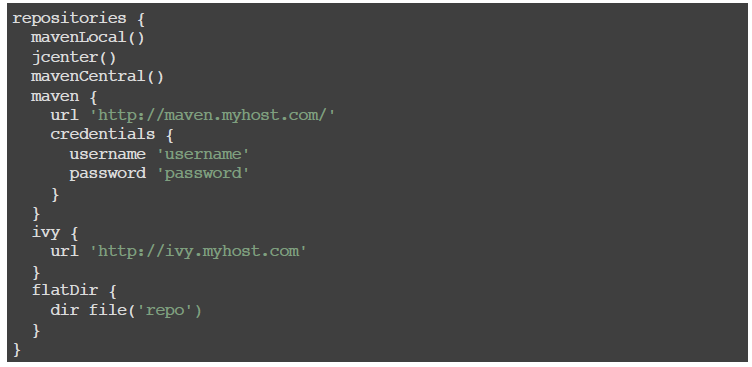 repositories {
  mavenLocal()
  jcenter()
  mavenCentral()
  maven {
    url 'http://maven.myhost.com/'
    credentials {
      username 'username'
      password 'password'
    }
  }
  ivy {
    url 'http://ivy.myhost.com'
  }
  flatDir {
    dir file('repo')
  }
}